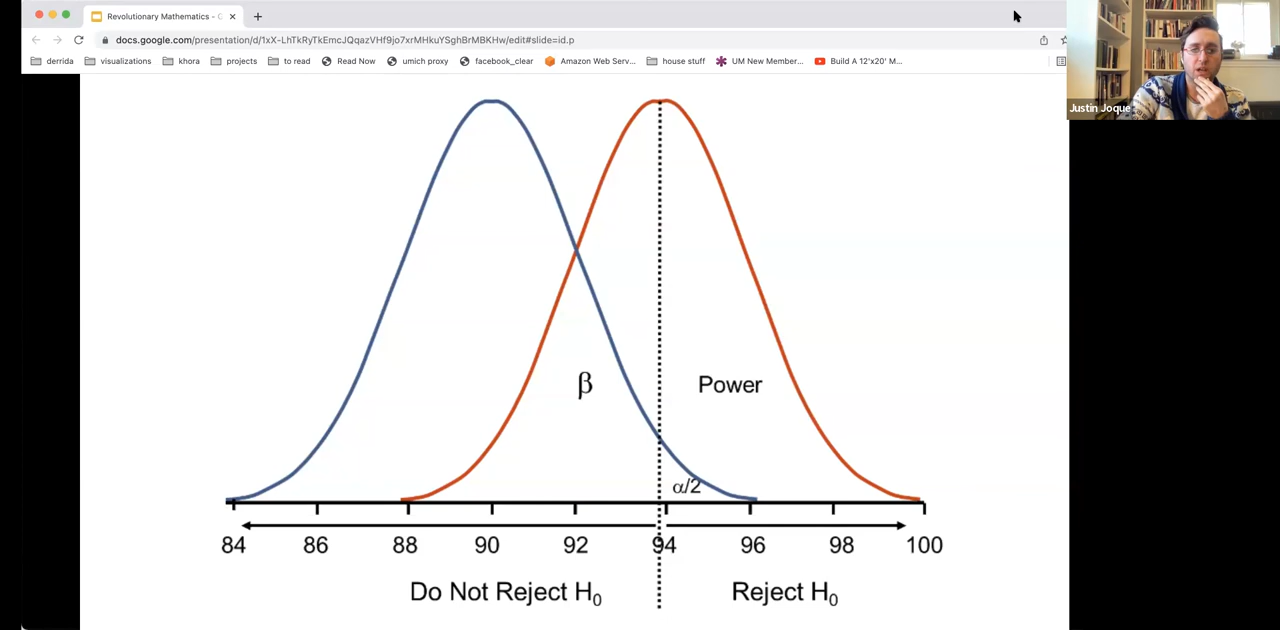 Revolutionary Mathematics - G
docs.google.com/presentation/d/1xX-LhTkRyTkEmcJQqazVHf9jo7xrMHkuYSghBrMBKHw/edit#slide=id.p
derrida visualizations khora projects to read Read Now umich proxy facebook_clear Amazon Web Serv... house stuff UM New Member... Build A 12'x20' M...
Justin Joque
β
Power
α/2
84 86 88 90 92 94 96 98 100
Do Not Reject H₀ Reject H₀